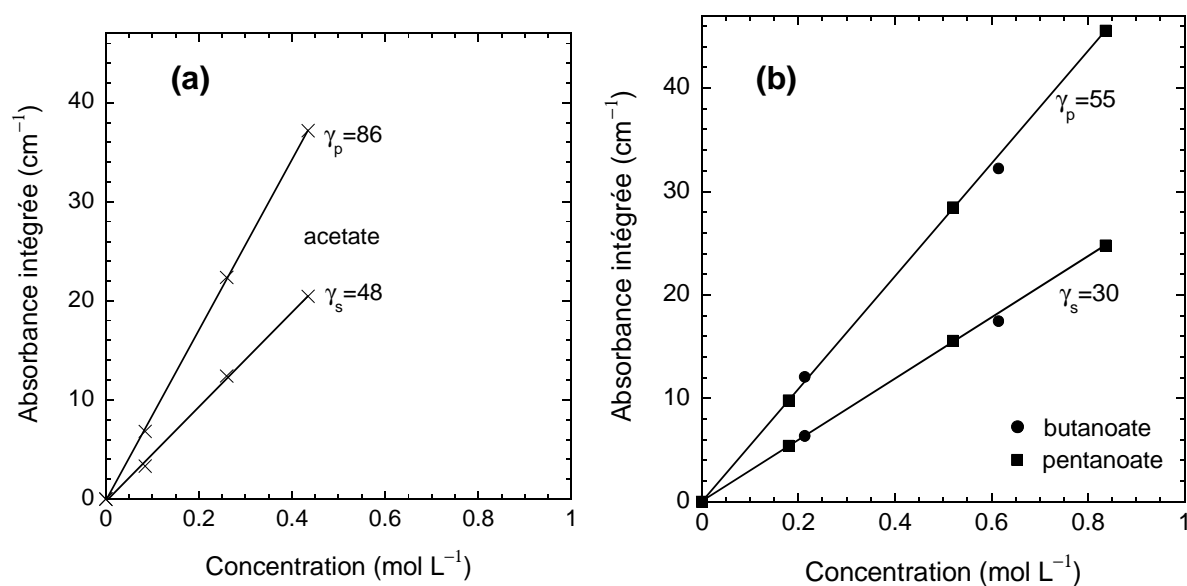 (a)
Absorbance intégrée (cm⁻¹)
40
30
20
10
0
γₚ=86
acetate
γₛ=48
0 0.2 0.4 0.6 0.8 1
Concentration (mol L⁻¹)
(b)
Absorbance intégrée (cm⁻¹)
40
30
20
10
0
γₚ=55
γₛ=30
butanoate
pentanoate
0 0.2 0.4 0.6 0.8 1
Concentration (mol L⁻¹)